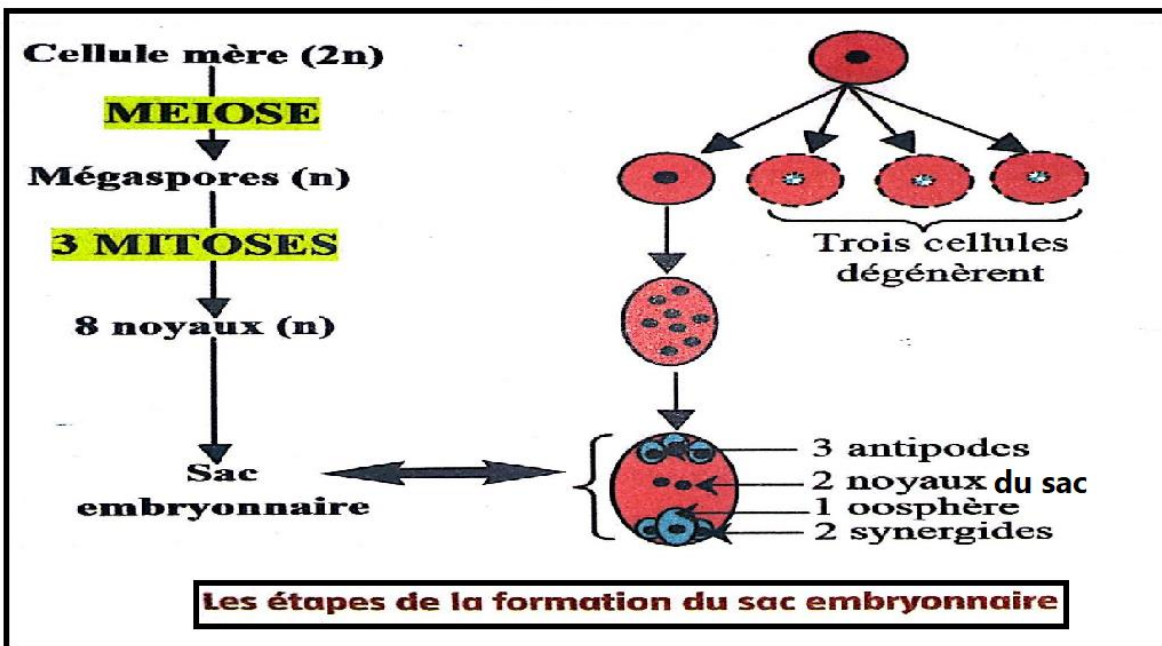 Cellule mère (2n)
MEIOSE
Mégaspores (n)
3 MITOSES
8 noyaux (n)
Sac
embryonnaire
Trois cellules
dégénèrent
3 antipodes
2 noyaux du sac
1 oosphère
2 synergides
Les étapes de la formation du sac embryonnaire